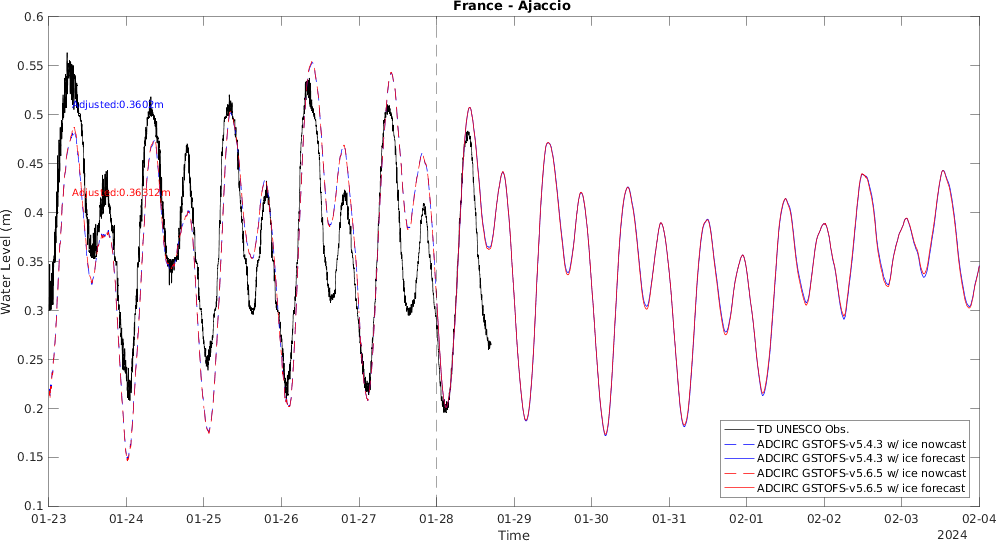 France - Ajaccio
0.6
0.55
0.5
0.45
0.4
0.35
0.3
0.25
0.2
0.15
0.1
Water Level (m)
Adjusted:0.3602m
Adjusted:0.36312m
TD UNESCO Obs.
ADCIRC GSTOFS-v5.4.3 w/ ice nowcast
ADCIRC GSTOFS-v5.4.3 w/ ice forecast
ADCIRC GSTOFS-v5.6.5 w/ ice nowcast
ADCIRC GSTOFS-v5.6.5 w/ ice forecast
01-23 01-24 01-25 01-26 01-27 01-28 01-29 01-30 01-31 02-01 02-02 02-03 02-04
Time
2024